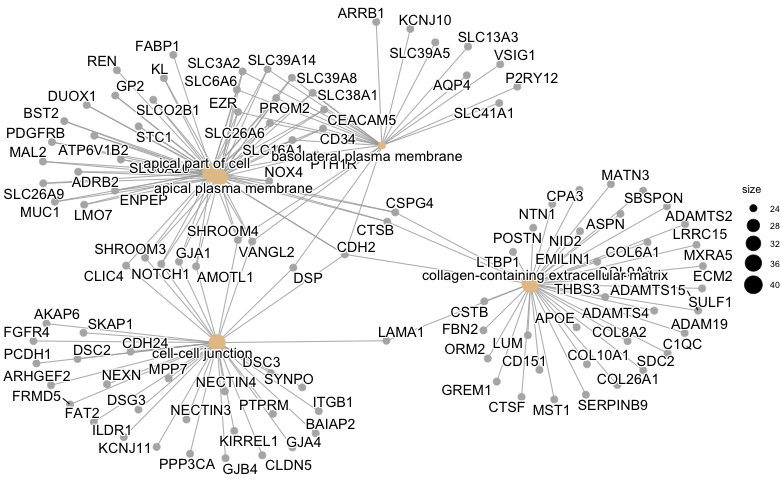 ARRB1
KCNJ10
SLC13A3
SLC39A5
VSIG1
FABP1
REN
KL
SLC3A2
SLC39A14
SLC6A6
SLC39A8
AQP4
P2RY12
GP2
DUOX1
SLCO2B1
EZR
PROM2
SLC38A1
SLC41A1
BST2
CEACAM5
PDGFRB
STC1
SLC26A6
CD34
MAL2
ATP6V1B2
SLC16A1
basolateral plasma membrane
apical part of cell
PTH1R
NOX4
ADRB2
apical plasma membrane
SLC26A9
ENPEP
MUC1
LMO7
CSPG4
CTSB
SHROOM4
SHROOM3
GJA1
VANGL2
CDH2
CLIC4
NOTCH1
AMOTL1
DSP
MATN3
CPA3
SBSPON
NTN1
ASPN
ADAMTS2
POSTN
NID2
LRRC15
LTBP1
EMILIN1
COL6A1
MXRA5
collagen-containing extracellular matrix
ECM2
THBS3
ADAMTS15
SULF1
CSTB
APOE
ADAMTS4
ADAM19
FBN2
COL8A2
C1QC
ORM2
LUM
CD151
COL10A1
SDC2
COL26A1
GREM1
CTSF
MST1
SERPINB9
LAMA1
AKAP6
SKAP1
FGFR4
PCDH1
DSC2
CDH24
cell-cell junction
DSC3
ARHGEF2
NEXN
MPP7
NECTIN4
SYNPO
FRMD5
DSG3
FAT2
NECTIN3
PTPRM
ITGB1
ILDR1
BAIAP2
KCNJ11
KIRREL1
GJA4
PPP3CA
GJB4
CLDN5
size
24
28
32
36
40